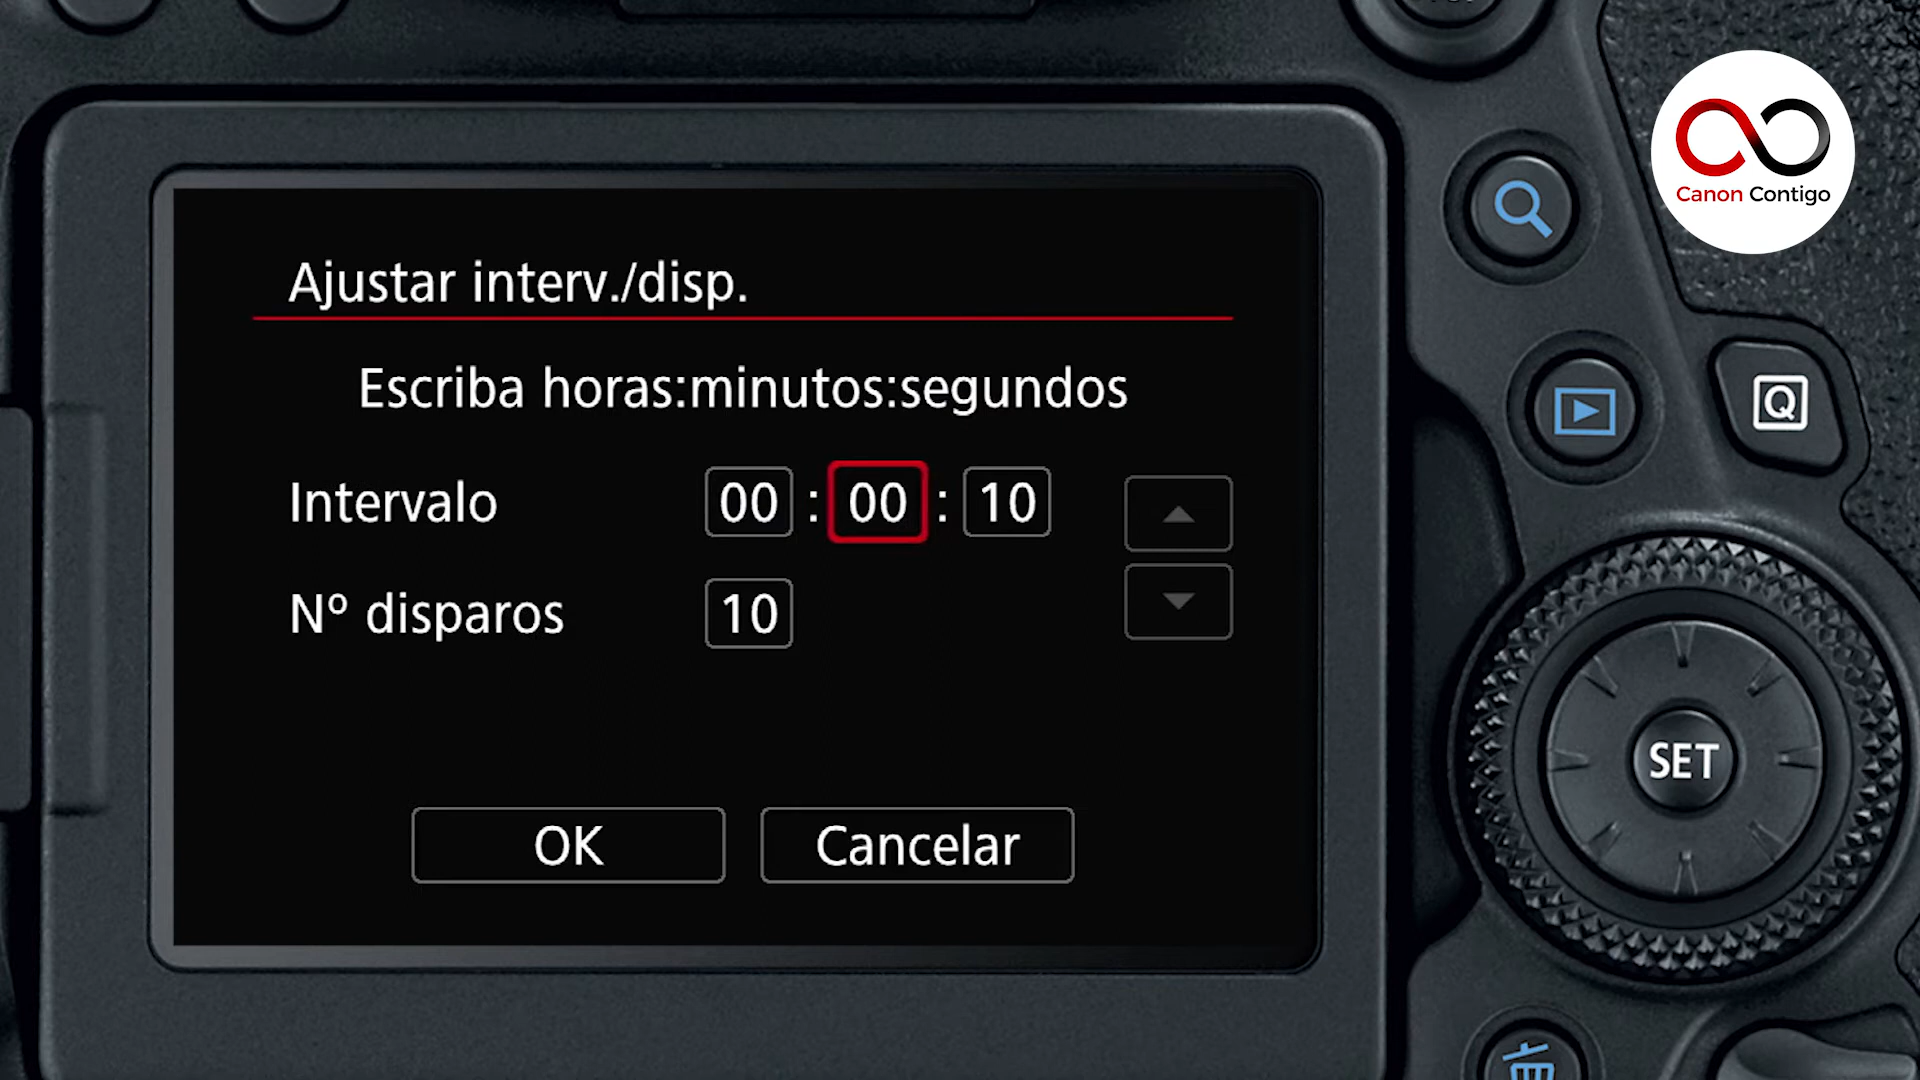 Canon Contigo
Ajustar interv./disp.
Escriba horas:minutos:segundos
Intervalo 00 : 00 : 10
Nº disparos 10
OK Cancelar
Q
SET